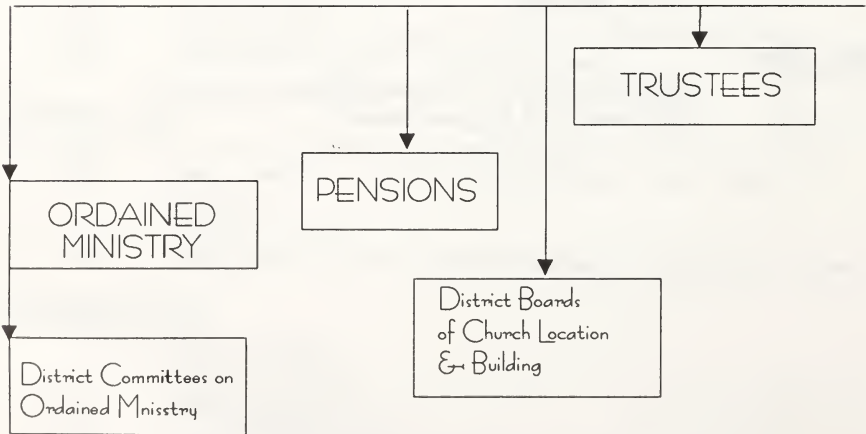 TRUSTEES
PENSIONS
ORDAINED
MINISTRY
District Boards
of Church Location
& Building
District Committees on
Ordained Mnisstry